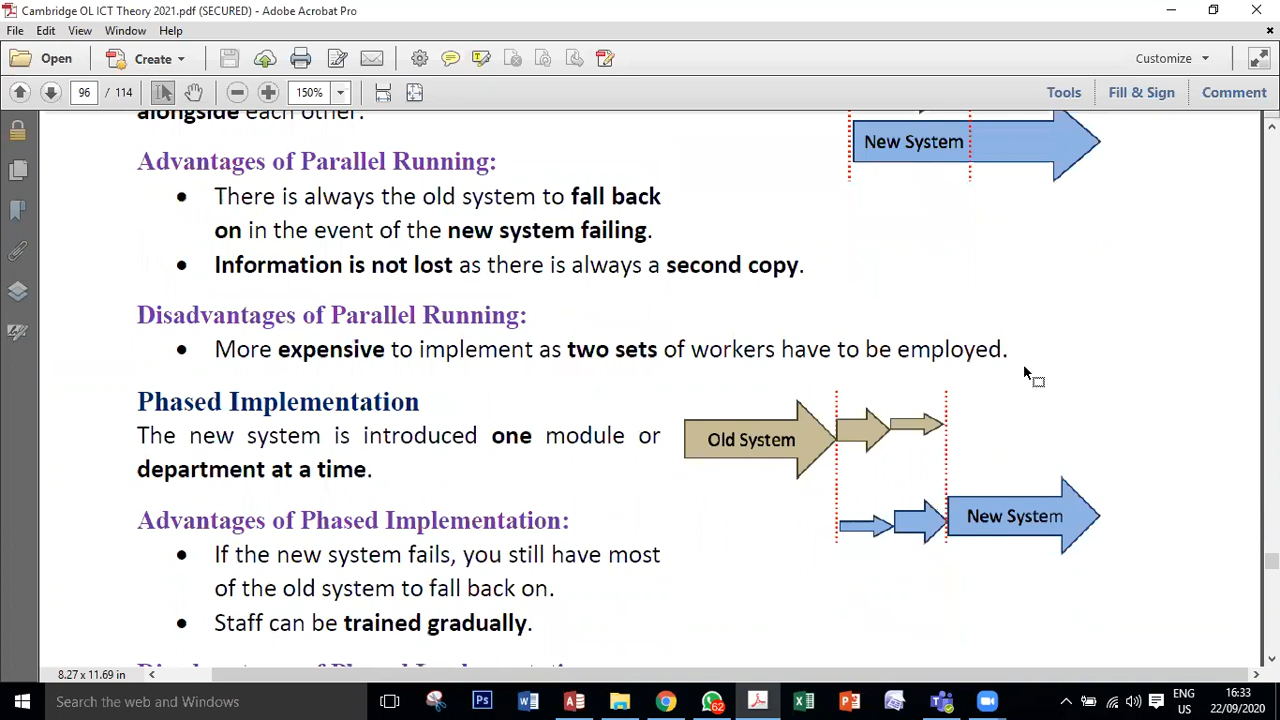 Cambridge OL ICT Theory 2021.pdf (SECURED) - Adobe Acrobat Pro
File Edit View Window Help
Open Create Customize
96 / 114 150% Tools Fill & Sign Comment
alongside each other.
New System
Advantages of Parallel Running:
• There is always the old system to fall back
on in the event of the new system failing.
• Information is not lost as there is always a second copy.
Disadvantages of Parallel Running:
• More expensive to implement as two sets of workers have to be employed.
Phased Implementation
The new system is introduced one module or
department at a time.
Old System
New System
Advantages of Phased Implementation:
• If the new system fails, you still have most
of the old system to fall back on.
• Staff can be trained gradually.
8.27 x 11.69 in
Search the web and Windows
62
ENG
US
16:33
22/09/2020